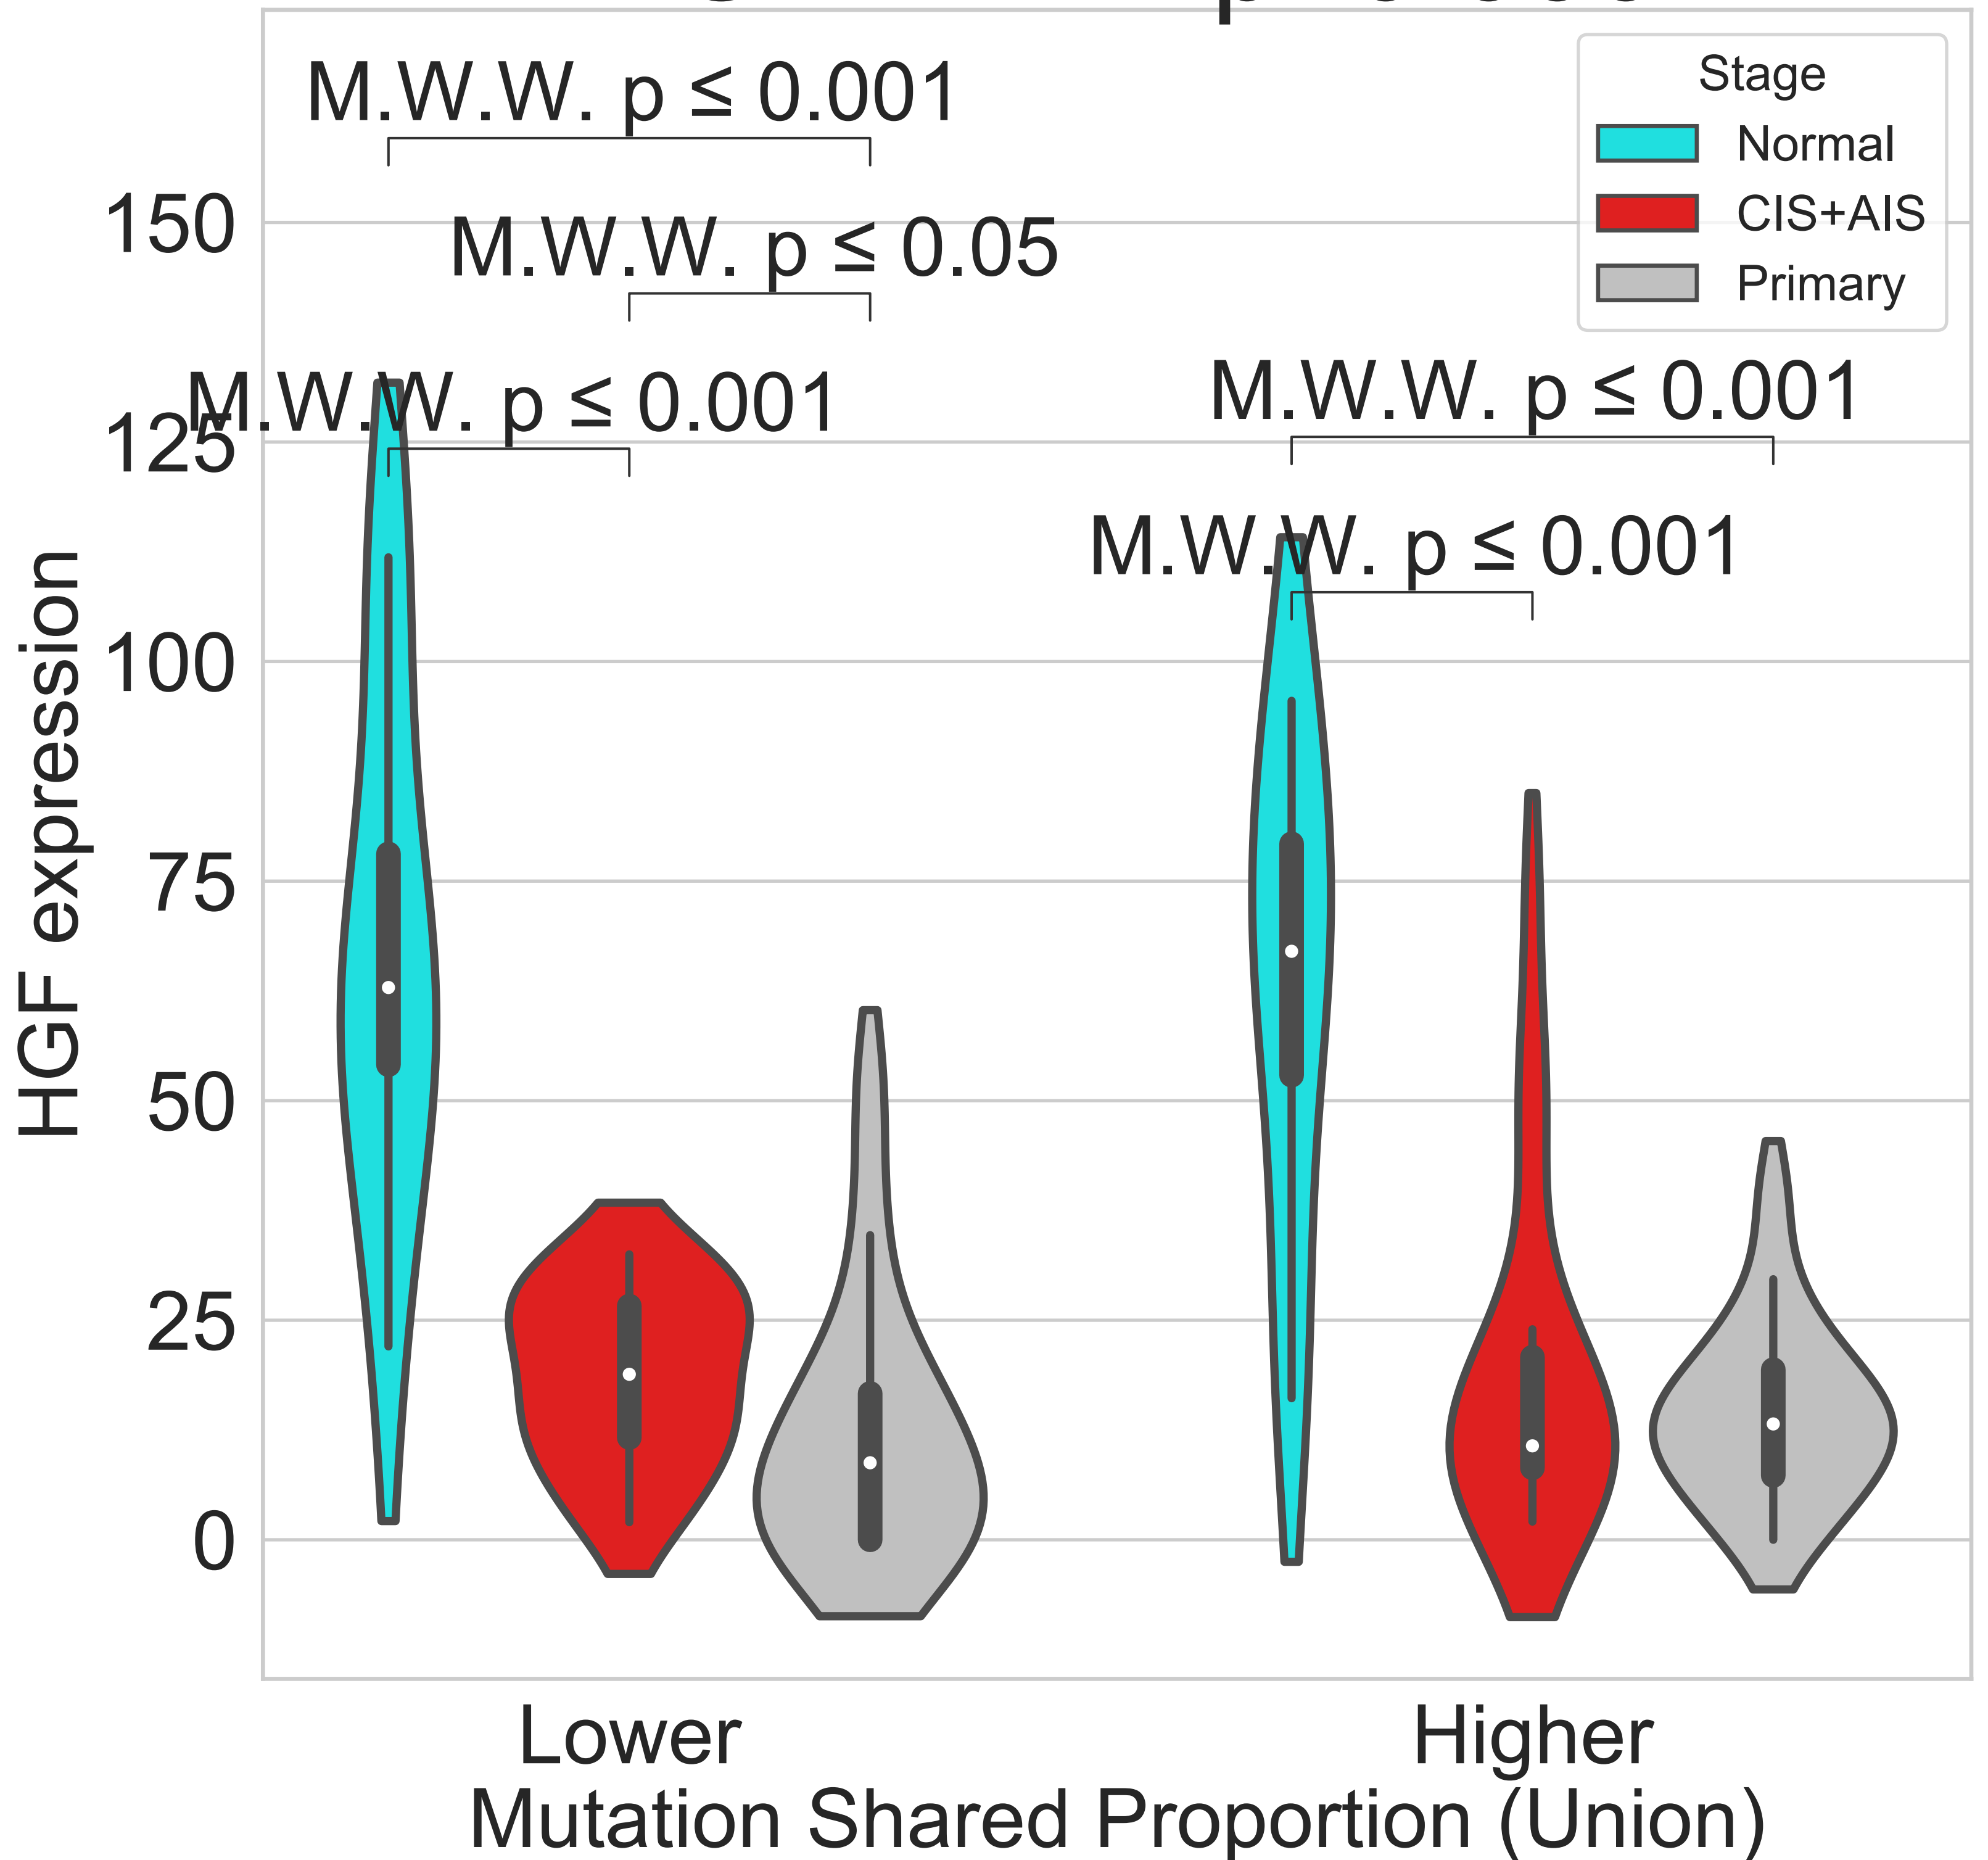 M.W.W. p ≤ 0.001
M.W.W. p ≤ 0.05
M.W.W. p ≤ 0.001
M.W.W. p ≤ 0.001
M.W.W. p ≤ 0.001
Stage
Normal
CIS+AIS
Primary
HGF expression
150
125
100
75
50
25
0
Lower
Higher
Mutation Shared Proportion (Union)